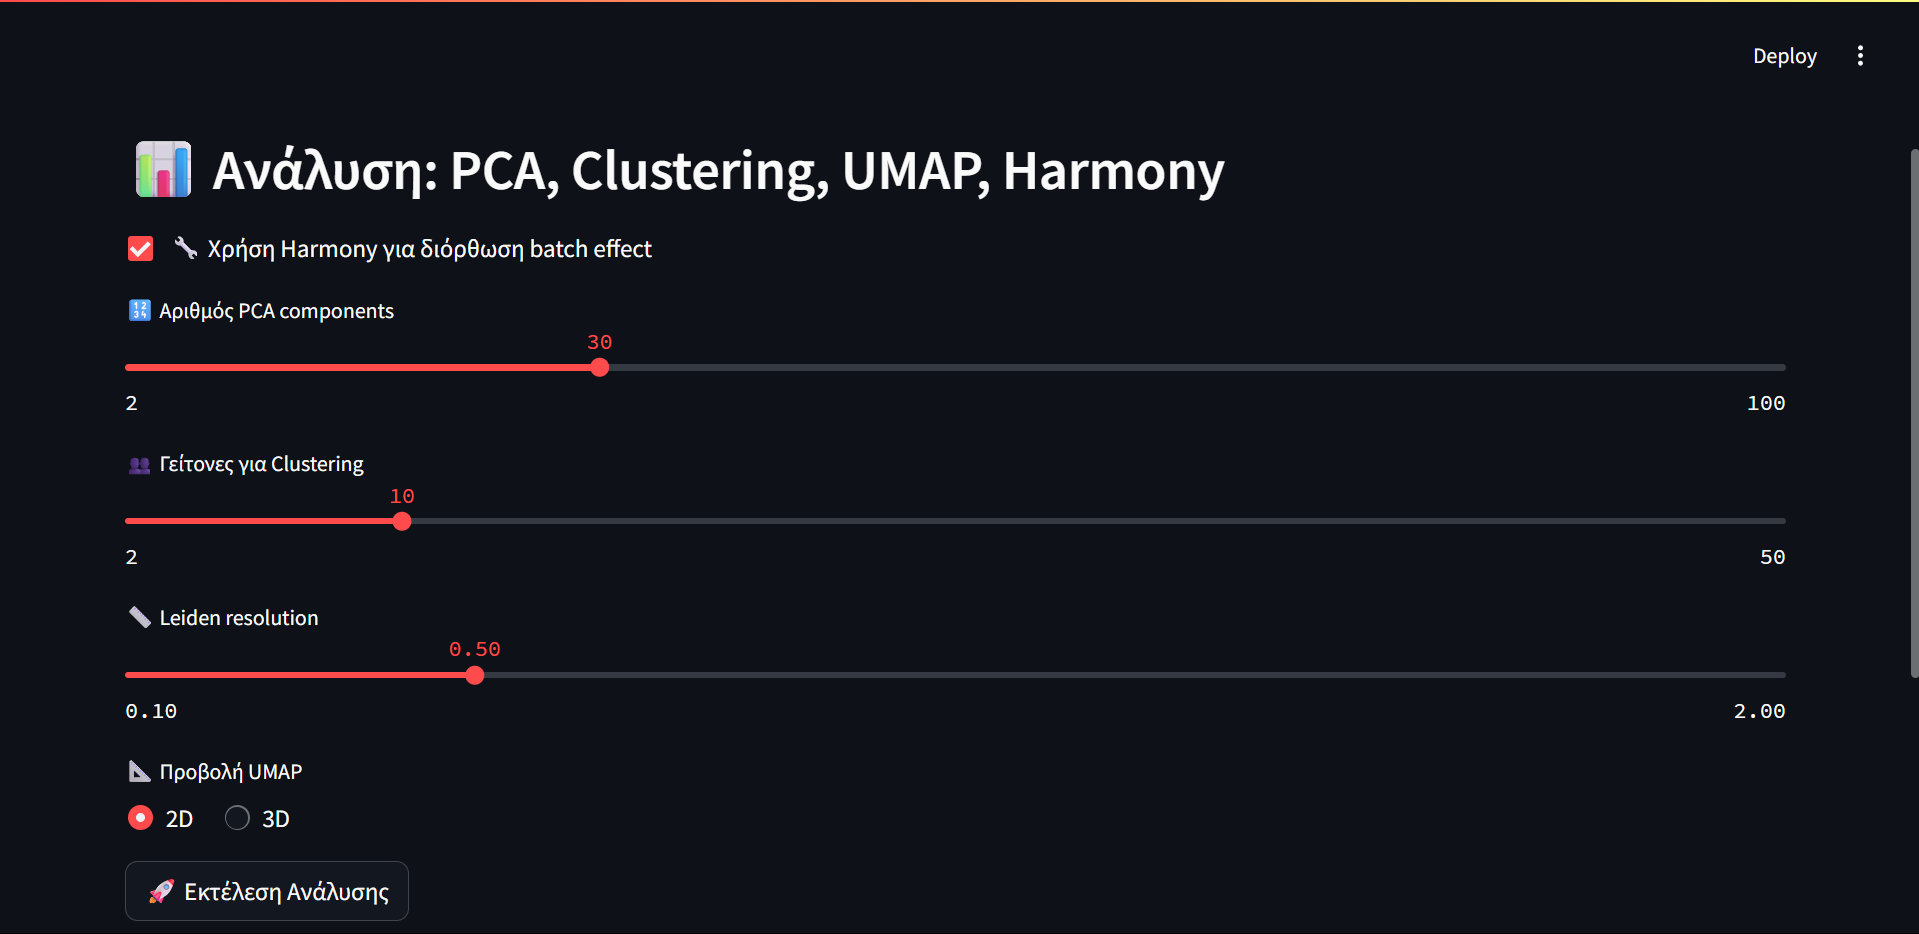 Deploy
Ανάλυση: PCA, Clustering, UMAP, Harmony
Χρήση Harmony για διόρθωση batch effect
Αριθμός PCA components
30
2 100
Γείτονες για Clustering
10
2 50
Leiden resolution
0.50
0.10 2.00
Προβολή UMAP
2D 3D
Εκτέλεση Ανάλυσης